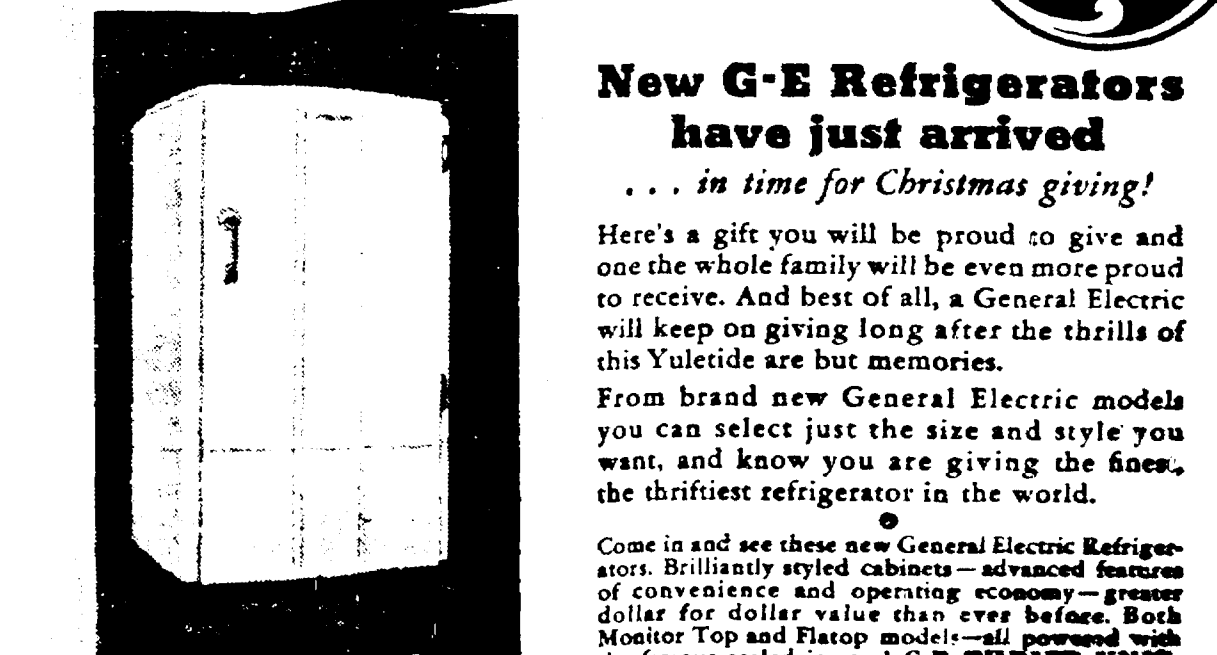 New G-E Refrigerators
have just arrived
. . . in time for Christmas giving!
Here's a gift you will be proud to give and
one the whole family will be even more proud
to receive. And best of all, a General Electric
will keep on giving long after the thrills of
this Yuletide are but memories.
From brand new General Electric models
you can select just the size and style you
want, and know you are giving the finest,
the thriftiest refrigerator in the world.
Come in and see these new General Electric Refriger-
ators. Brilliantly styled cabinets—advanced features
of convenience and operating economy—greater
dollar for dollar value than ever before. Both
Monitor Top and Flatop models—all powered with